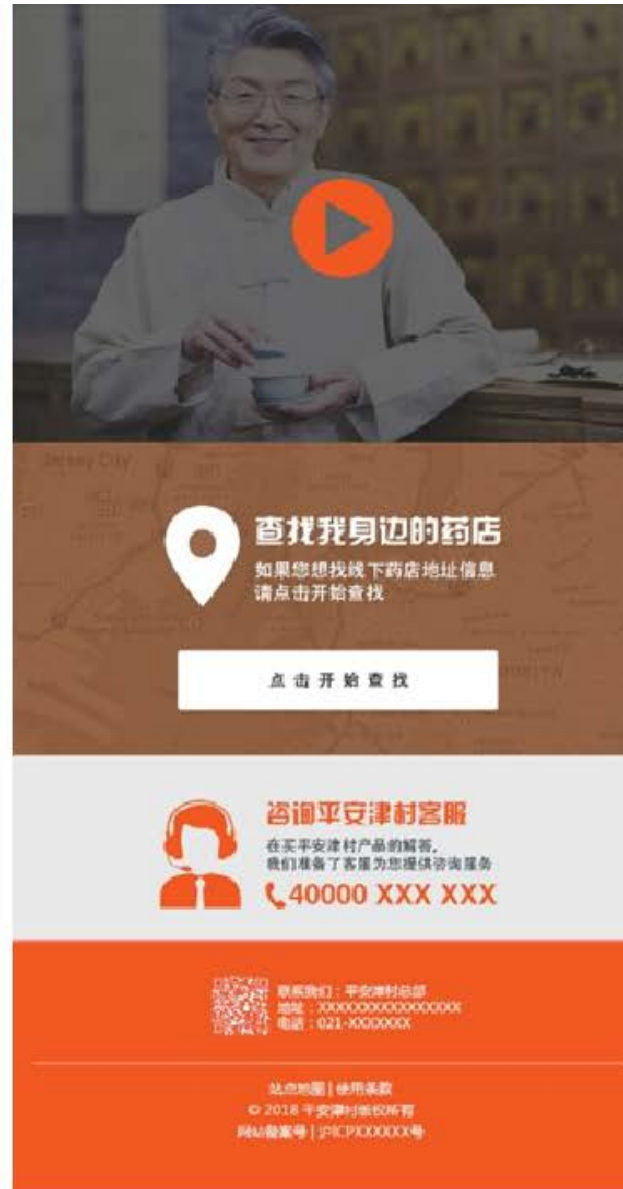 Jersey City
查找我身边的药店
如果您想找线下药店地址信息
请点击开始查找
点击开始查找
咨询平安津村客服
在买平安津村产品的解答,
我们准备了客服为您提供咨询服务
40000 XXX XXX
联系我们:平安津村总部
地址:XXXXXXXXXXXXXXXXX
电话:021-XXXXXXX
站点地图 | 使用条款
© 2018 平安津村版权所有
网站备案号 | 沪ICPXXXXXX号